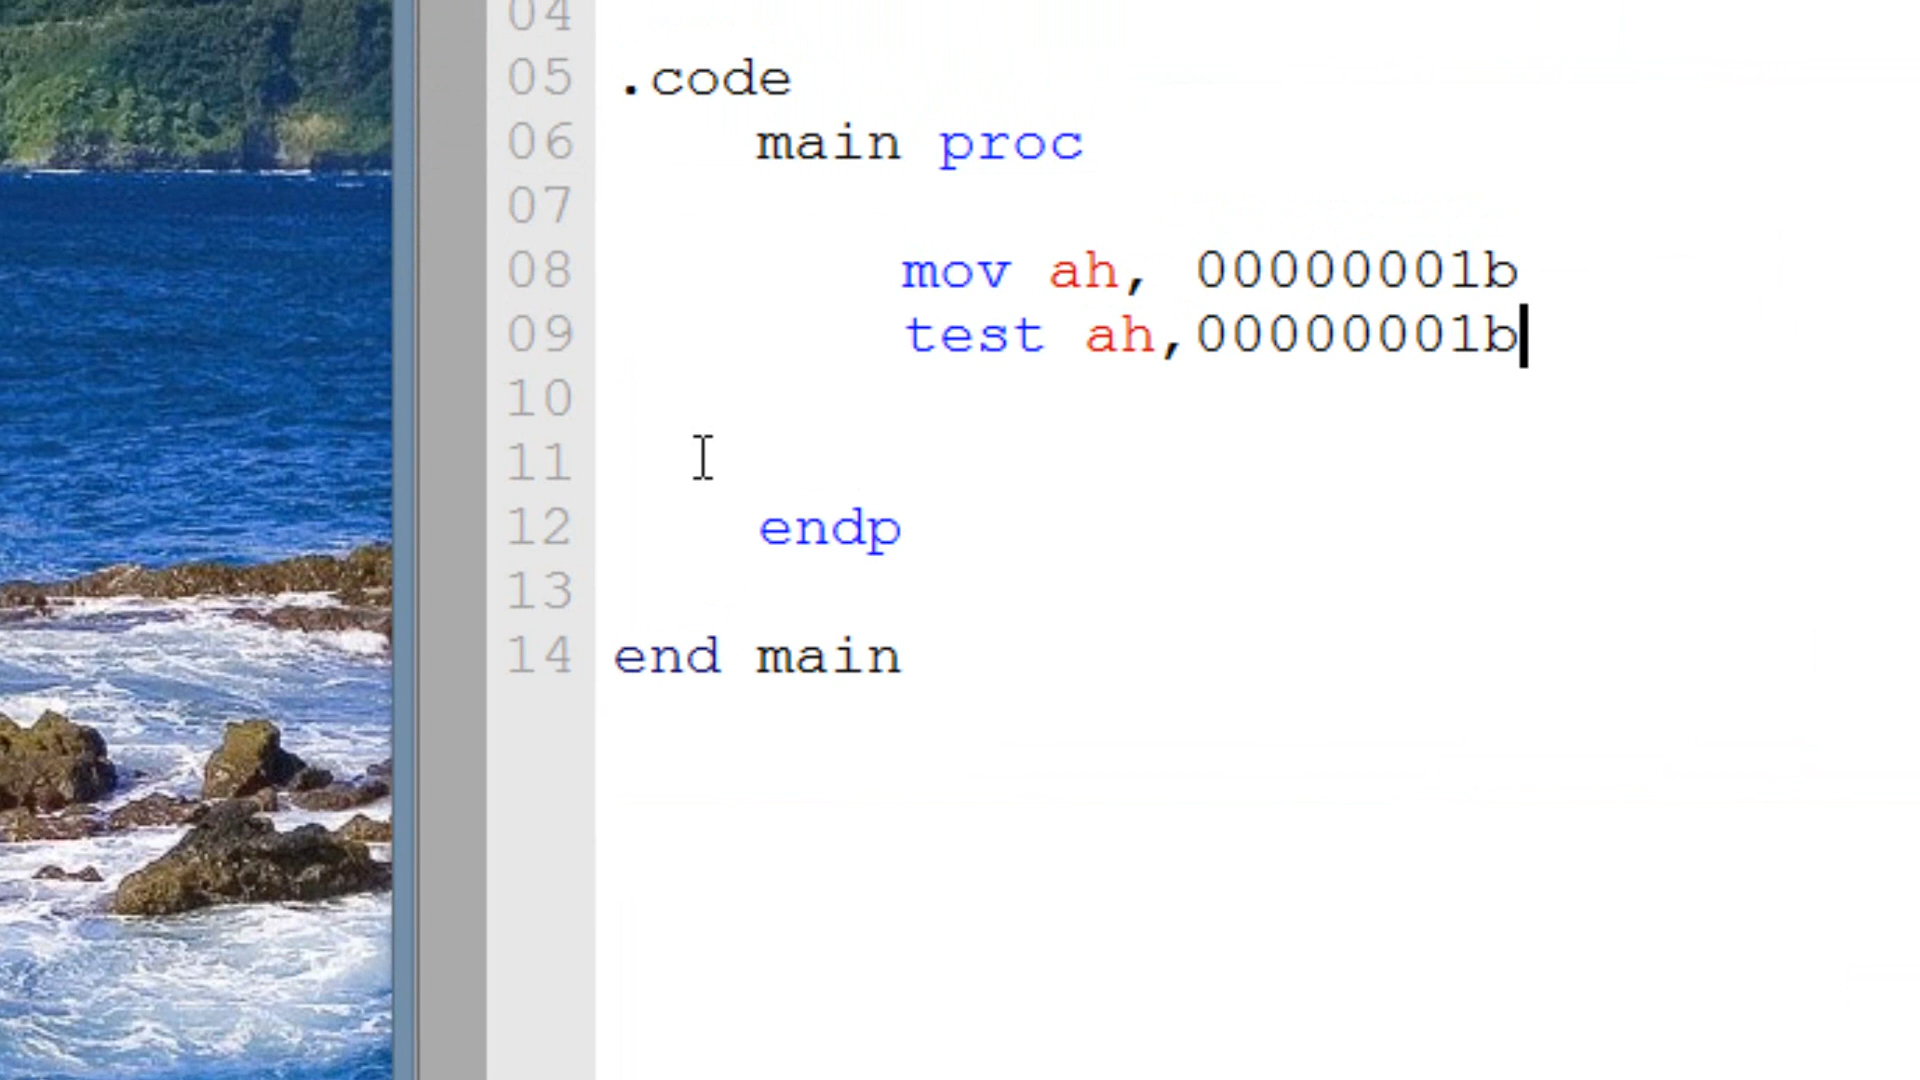 04
05 .code
06 main proc
07
08 mov ah, 00000001b
09 test ah,00000001b
10
11
12 endp
13
14 end main